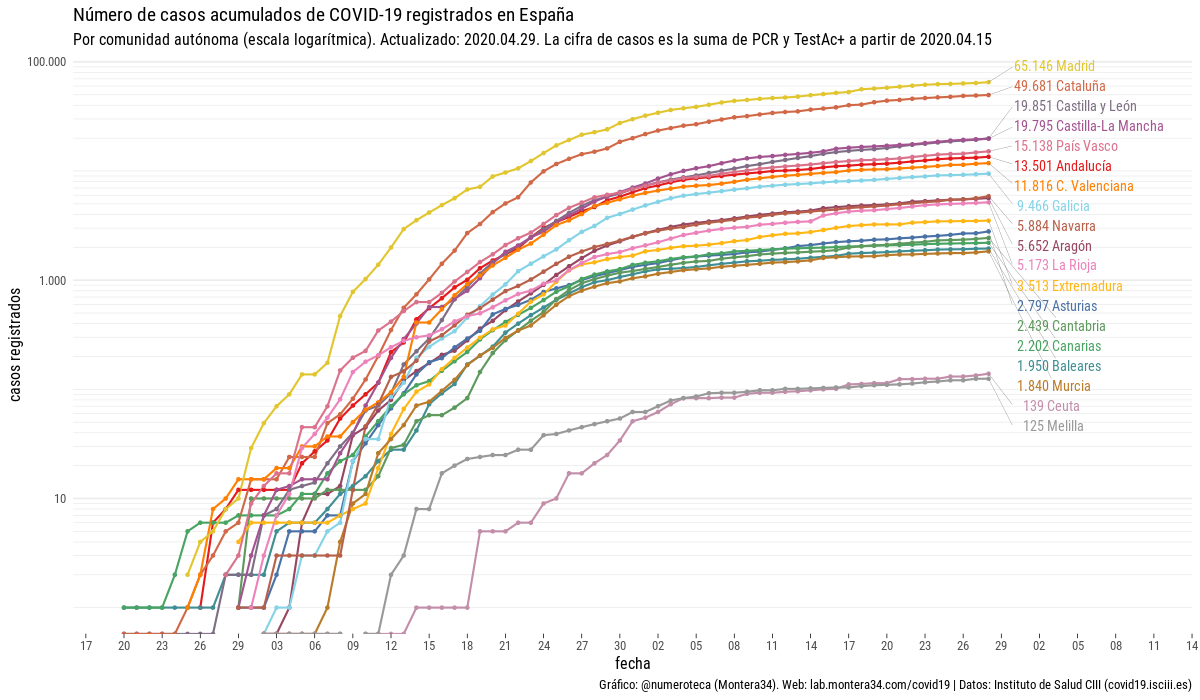 Número de casos acumulados de COVID-19 registrados en España
Por comunidad autónoma (escala logarítmica). Actualizado: 2020.04.29. La cifra de casos es la suma de PCR y TestAc+ a partir de 2020.04.15
100.000
1.000
10
casos registrados
65.146 Madrid
49.681 Cataluña
19.851 Castilla y León
19.795 Castilla-La Mancha
15.138 País Vasco
13.501 Andalucía
11.816 C. Valenciana
9.466 Galicia
5.884 Navarra
5.652 Aragón
5.173 La Rioja
3.513 Extremadura
2.797 Asturias
2.439 Cantabria
2.202 Canarias
1.950 Baleares
1.840 Murcia
139 Ceuta
125 Melilla
17 20 23 26 29 03 06 09 12 15 18 21 24 27 30 02 05 08 11 14 17 20 23 26 29 02 05 08 11 14
fecha
Gráfico: @numeroteca (Montera34). Web: lab.montera34.com/covid19 | Datos: Instituto de Salud CIII (covid19.isciii.es)